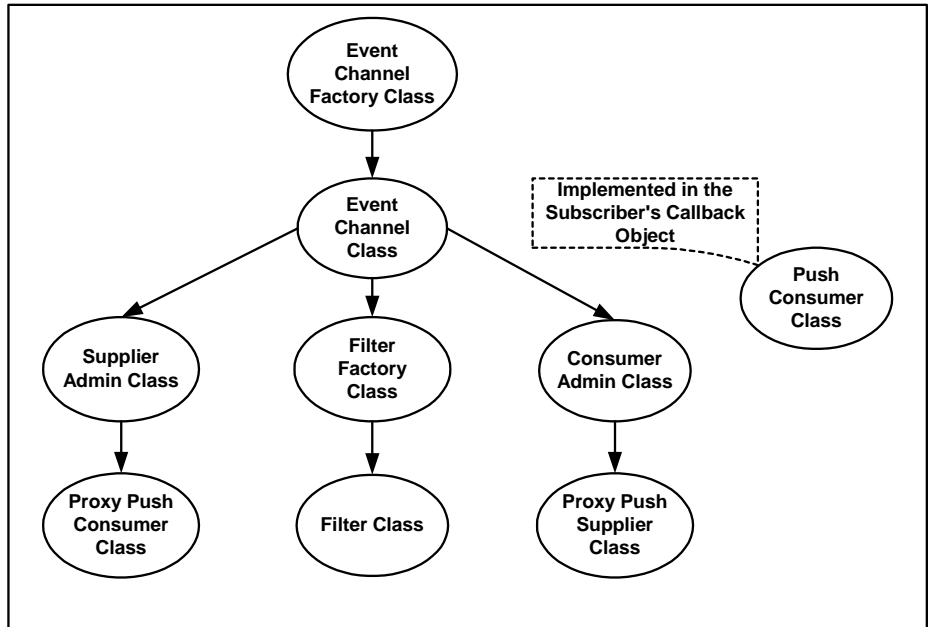 Event
Channel
Factory Class
Event
Channel
Class
Implemented in the
Subscriber's Callback
Object
Push
Consumer
Class
Supplier
Admin Class
Filter
Factory
Class
Consumer
Admin Class
Proxy Push
Consumer
Class
Filter Class
Proxy Push
Supplier
Class